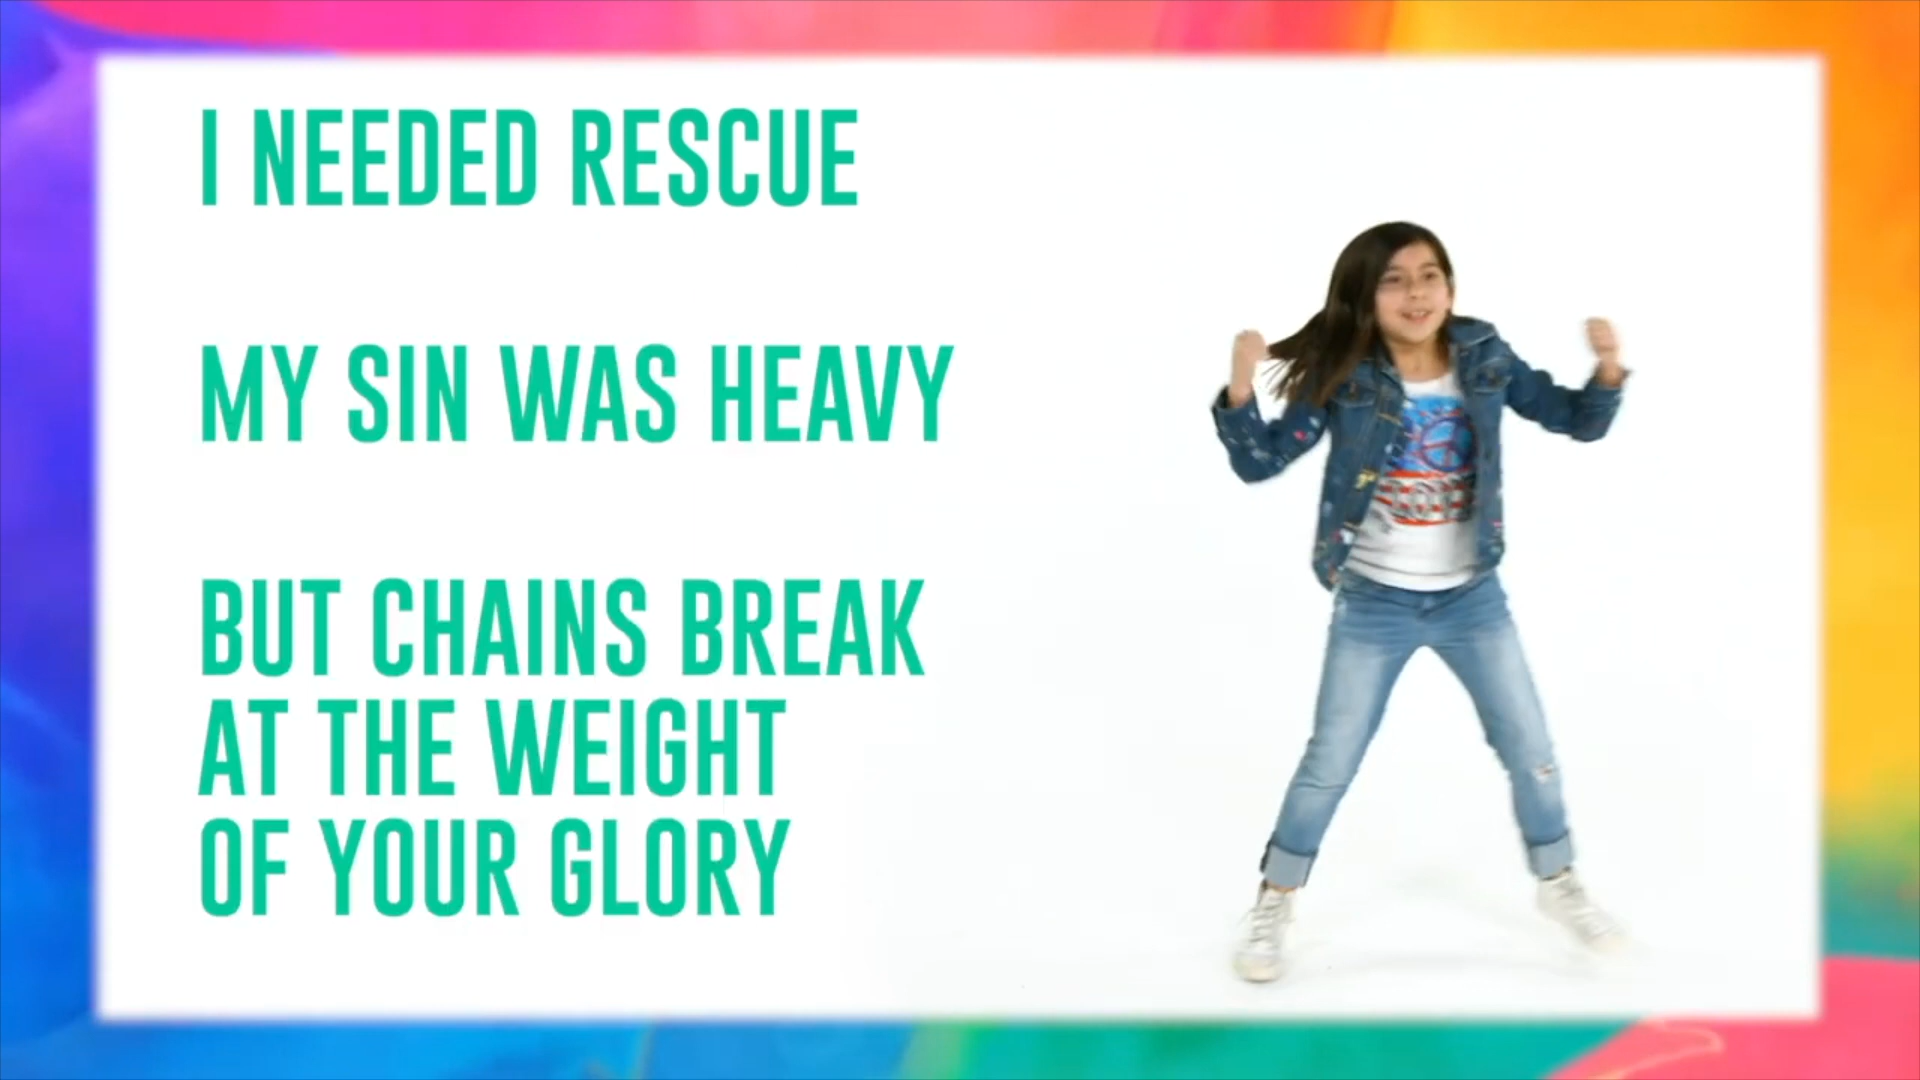 I NEEDED RESCUE
MY SIN WAS HEAVY
BUT CHAINS BREAK
AT THE WEIGHT
OF YOUR GLORY